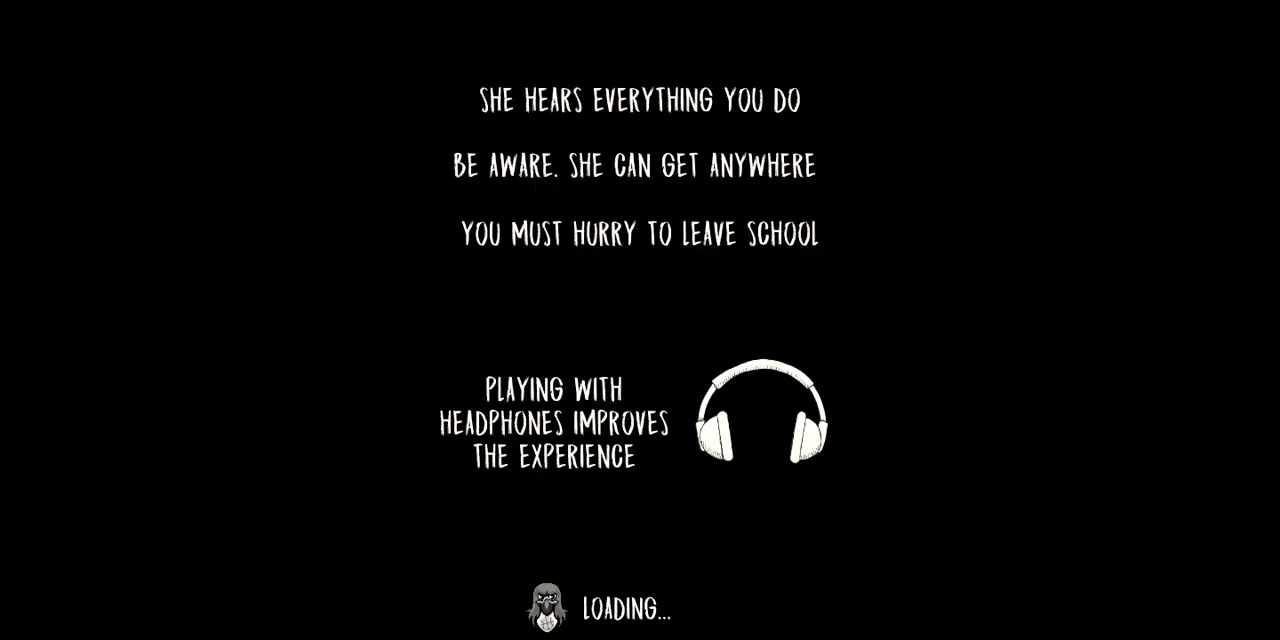 SHE HEARS EVERYTHING YOU DO
BE AWARE. SHE CAN GET ANYWHERE
YOU MUST HURRY TO LEAVE SCHOOL
PLAYING WITH
HEADPHONES IMPROVES
THE EXPERIENCE
LOADING...